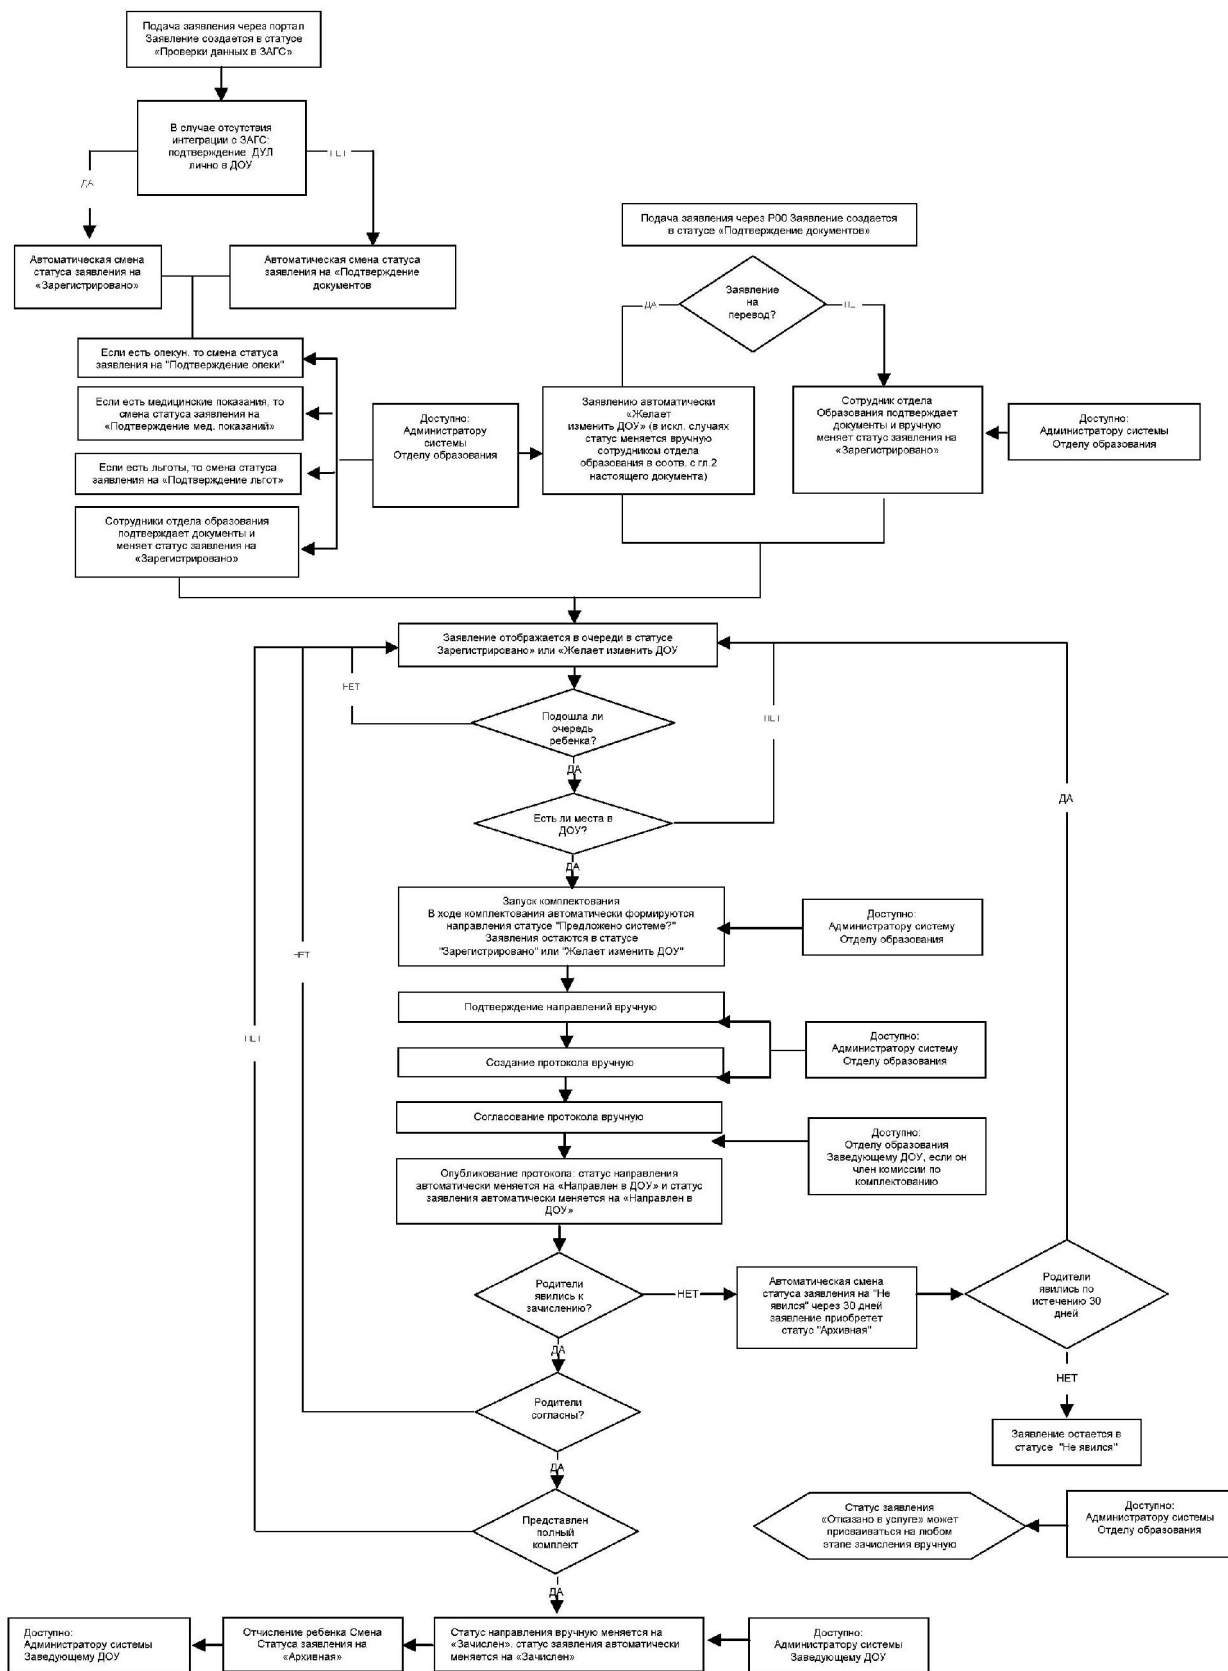 Подача заявления через портал
Заявление создается в статусе
«Проверки данных в ЗАГС»
В случае отсутствия
интеграции с ЗАГС:
подтверждение ДУЛ
лично в ДОУ
НЕТ
ДА
Подача заявления через Р00 Заявление создается
в статусе «Подтверждение документов»
Автоматическая смена
статуса заявления на
«Зарегистрировано»
Автоматическая смена статуса
заявления на «Подтверждение
документов
Заявление
на
перевод?
ДА
Если есть опекун, то смена статуса
заявления на "Подтверждение опеки"
Если есть медицинские показания, то
смена статуса заявления на
«Подтверждение мед. показаний»
Если есть льготы, то смена статуса
заявления на «Подтверждение льгот»
Сотрудники отдела образования
подтверждает документы и
меняет статус заявления на
«Зарегистрировано»
Доступно:
Администратору
системы
Отделу образования
Заявлению автоматически
«Желает
изменить ДОУ» (в искл. случаях
статус меняется вручную
сотрудником отдела
образования в соотв. с гл.2
настоящего документа)
Сотрудник отдела
Образования подтверждает
документы и вручную
меняет статус заявления на
«Зарегистрировано»
Доступно:
Администратору системы
Отделу образования
Заявление отображается в очереди в статусе
Зарегистрировано» или «Желает изменить ДОУ
НЕТ
Подошла ли
очередь
ребенка?
НЕТ
ДА
ДА
Есть ли места в
ДОУ?
ДА
Запуск комплектования
В ходе комплектования автоматически формируются
направления статусе "Предложено системе?"
Заявления остаются в статусе
"Зарегистрировано" или "Желает изменить ДОУ"
Доступно:
Администратору систему
Отделу образования
НЕТ
Подтверждение направлений вручную
НЕТ
Создание протокола вручную
Доступно:
Администратору систему
Отделу образования
Согласование протокола вручную
Доступно:
Отделу образования
Заведующему ДОУ, если он
член комиссии по
комплектованию
Опубликование протокола: статус направления
автоматически меняется на «Направлен в ДОУ» и статус
заявления автоматически меняется на «Направлен в
ДОУ»
Родители
явились к
зачислению?
НЕТ
Автоматическая смена
статуса заявления на "Не
явился" через 30 дней
заявление приобретет
статус "Архивная"
Родители
явились по
истечению 30
дней
ДА
НЕТ
Родители
согласны?
Заявление остается в
статусе "Не явился"
ДА
Представлен
полный
комплект
Статус заявления
«Отказано в услуге» может
присваиваться на любом
этапе зачисления вручную
Доступно:
Администратору системы
Отделу образования
ДА
Доступно:
Администратору системы
Заведующему ДОУ
Отчисление ребенка Смена
Статуса заявления на
«Архивная»
Статус направления вручную меняется на
«Зачислен», статус заявления автоматически
меняется на «Зачислен»
Доступно:
Администратору системы
Заведующему ДОУ